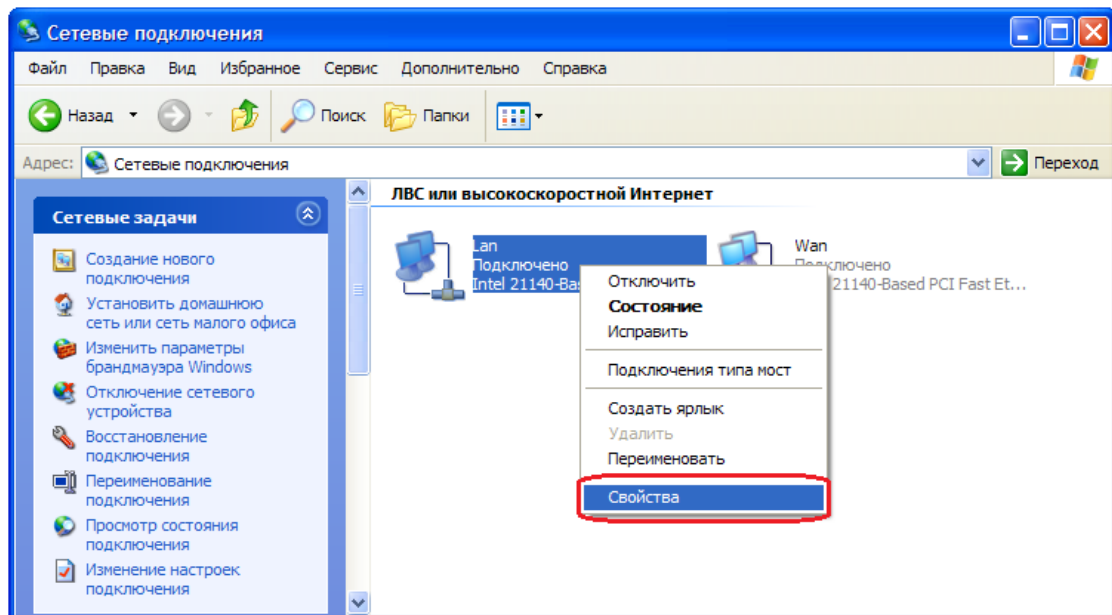 Сетевые подключения
Файл Правка Вид Избранное Сервис Дополнительно Справка
Назад Поиск Папки
Адрес: Сетевые подключения Переход
Сетевые задачи
Создание нового
подключения
Установить домашнюю
сеть или сеть малого офиса
Изменить параметры
брандмауэра Windows
Отключение сетевого
устройства
Восстановление
подключения
Переименование
подключения
Просмотр состояния
подключения
Изменение настроек
подключения
ЛВС или высокоскоростной Интернет
Lan
Подключено
Intel 21140-Bas
Wan
Подключено
21140-Based PCI Fast Et...
Отключить
Состояние
Исправить
Подключения типа мост
Создать ярлык
Удалить
Переименовать
Свойства